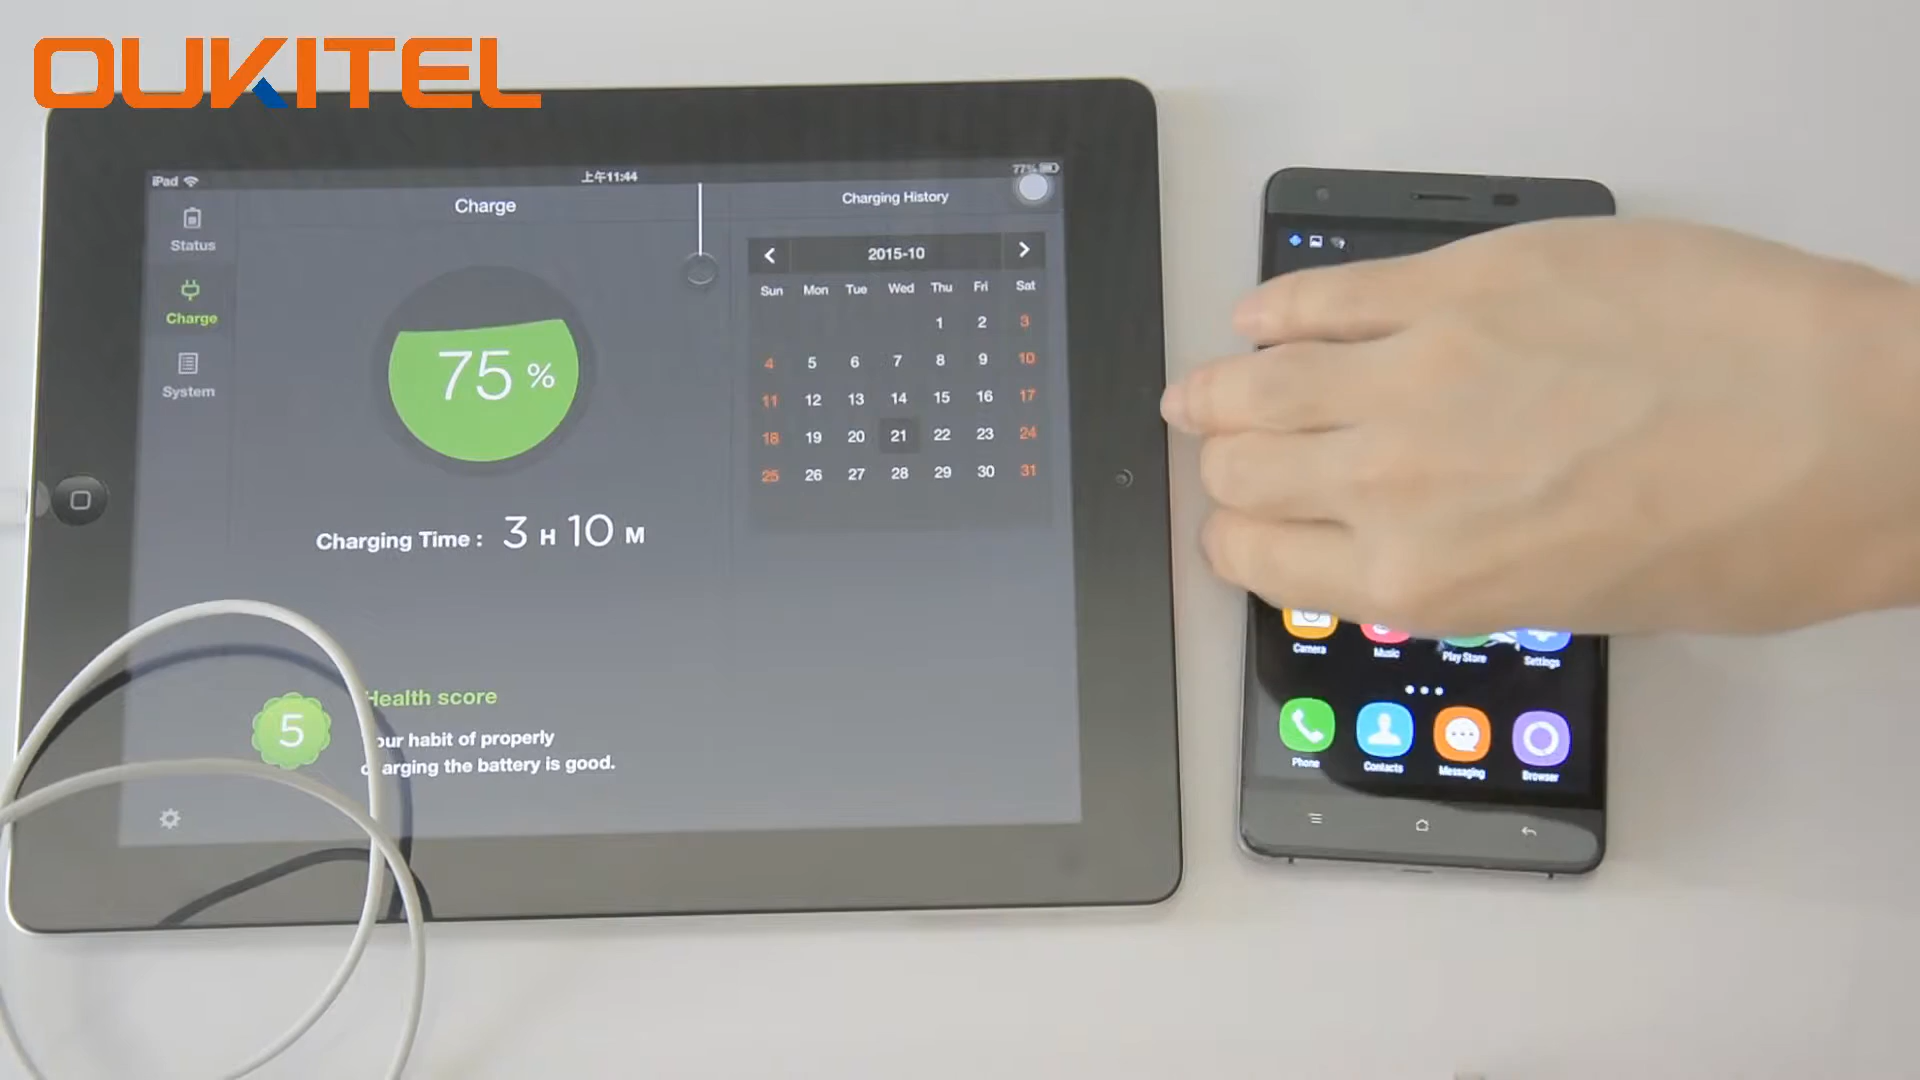 OUKITEL
iPad
上午11:44
77%
Status
Charge
System
Charge
75 %
Charging Time : 3 H 10 M
Health score
5
our habit of properly
arging the battery is good.
Charging History
2015-10
Sun Mon Tue Wed Thu Fri Sat
1 2 3
4 5 6 7 8 9 10
11 12 13 14 15 16 17
18 19 20 21 22 23 24
25 26 27 28 29 30 31
Camera Music Play Store Settings
Phone Contacts Messaging Browser